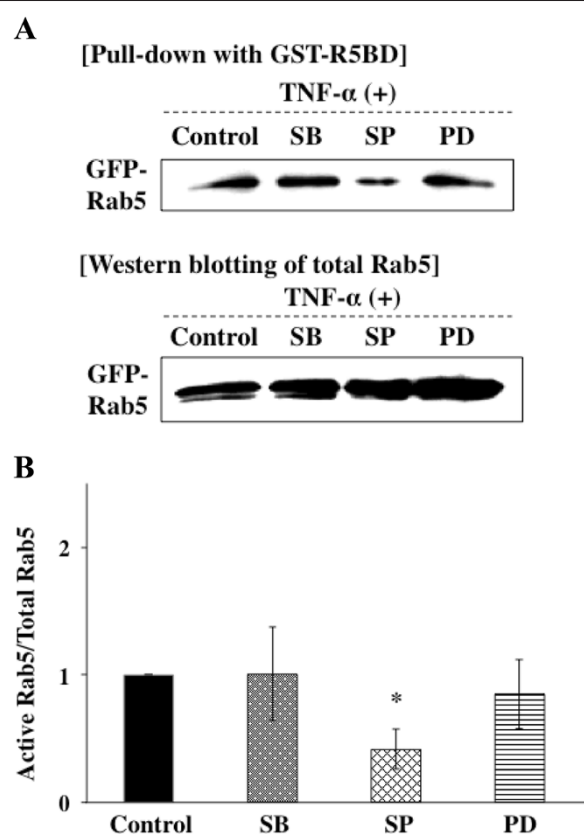 A
[Pull-down with GST-R5BD]
TNF-α (+)
Control SB SP PD
GFP-
Rab5
[Western blotting of total Rab5]
TNF-α (+)
Control SB SP PD
GFP-
Rab5
B
Active Rab5/Total Rab5
2
1
*
0
Control SB SP PD